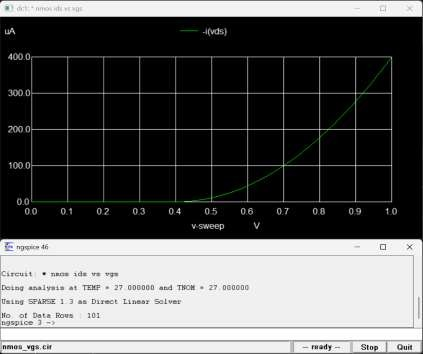 dc1: * nmos ids vs vgs
uA
-i(vds)
400.0
300.0
200.0
100.0
0.0
0.0 0.1 0.2 0.3 0.4 0.5 0.6 0.7 0.8 0.9 1.0
v-sweep V
ngspice 46
Circuit: * nmos ids vs vgs
Doing analysis at TEMP = 27.000000 and TNOM = 27.000000
Using SPARSE 1.3 as Direct Linear Solver
No. of Data Rows : 101
ngspice 3 ->
nmos_vgs.cir
-- ready --
Stop
Quit